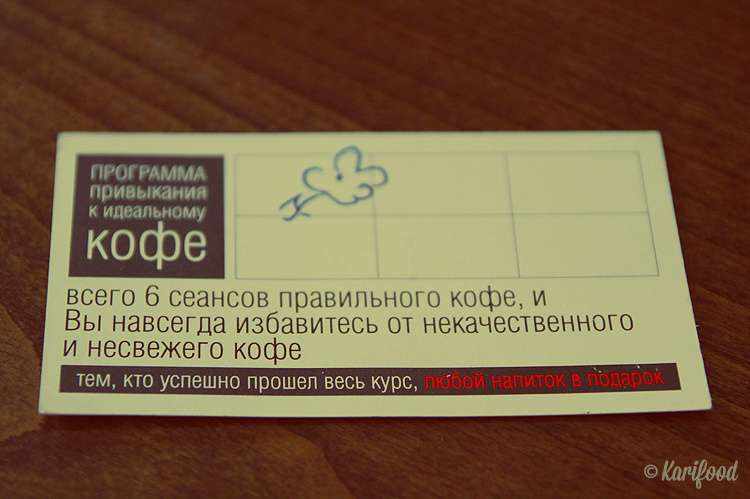 ПРОГРАММА
привыкания
к идеальному
кофе
всего 6 сеансов правильного кофе, и
Вы навсегда избавитесь от некачественного
и несвежего кофе
тем, кто успешно прошел весь курс, любой напиток в подарок
© Karifood